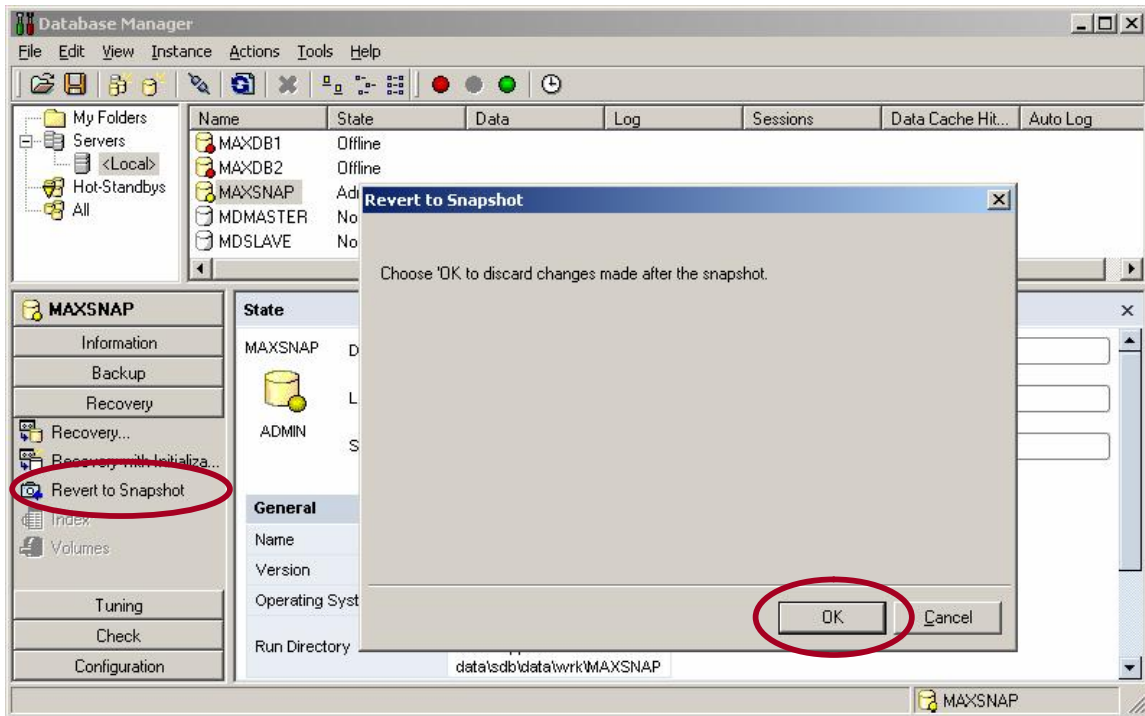 Database Manager
File Edit View Instance Actions Tools Help
My Folders
Servers
<Local>
Hot-Standbys
All
Name State Data Log Sessions Data Cache Hit... Auto Log
MAXDB1 Offline
MAXDB2 Offline
MAXSNAP
MDMASTER
MDSLAVE
Revert to Snapshot
Choose 'OK to discard changes made after the snapshot.
OK Cancel
MAXSNAP
Information
Backup
Recovery
Recovery...
Recovery with Initializa...
Revert to Snapshot
Index
Volumes
Tuning
Check
Configuration
State
MAXSNAP
ADMIN
General
Name
Version
Operating Syst
Run Directory
data\sdb\data\wrk\MAXSNAP
MAXSNAP